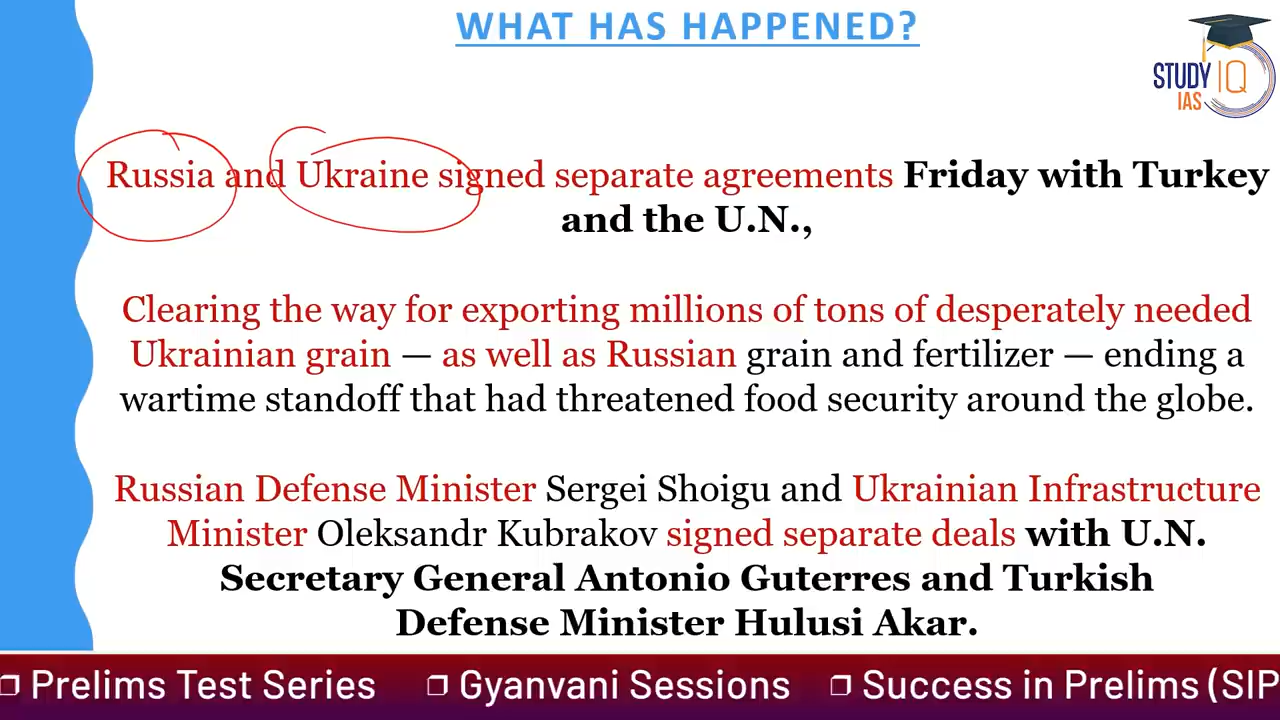 WHAT HAS HAPPENED?
STUDY IQ
IAS
Russia and Ukraine signed separate agreements Friday with Turkey
and the U.N.,
Clearing the way for exporting millions of tons of desperately needed
Ukrainian grain — as well as Russian grain and fertilizer — ending a
wartime standoff that had threatened food security around the globe.
Russian Defense Minister Sergei Shoigu and Ukrainian Infrastructure
Minister Oleksandr Kubrakov signed separate deals with U.N.
Secretary General Antonio Guterres and Turkish
Defense Minister Hulusi Akar.
❐ Prelims Test Series ❐ Gyanvani Sessions ❐ Success in Prelims (SIP